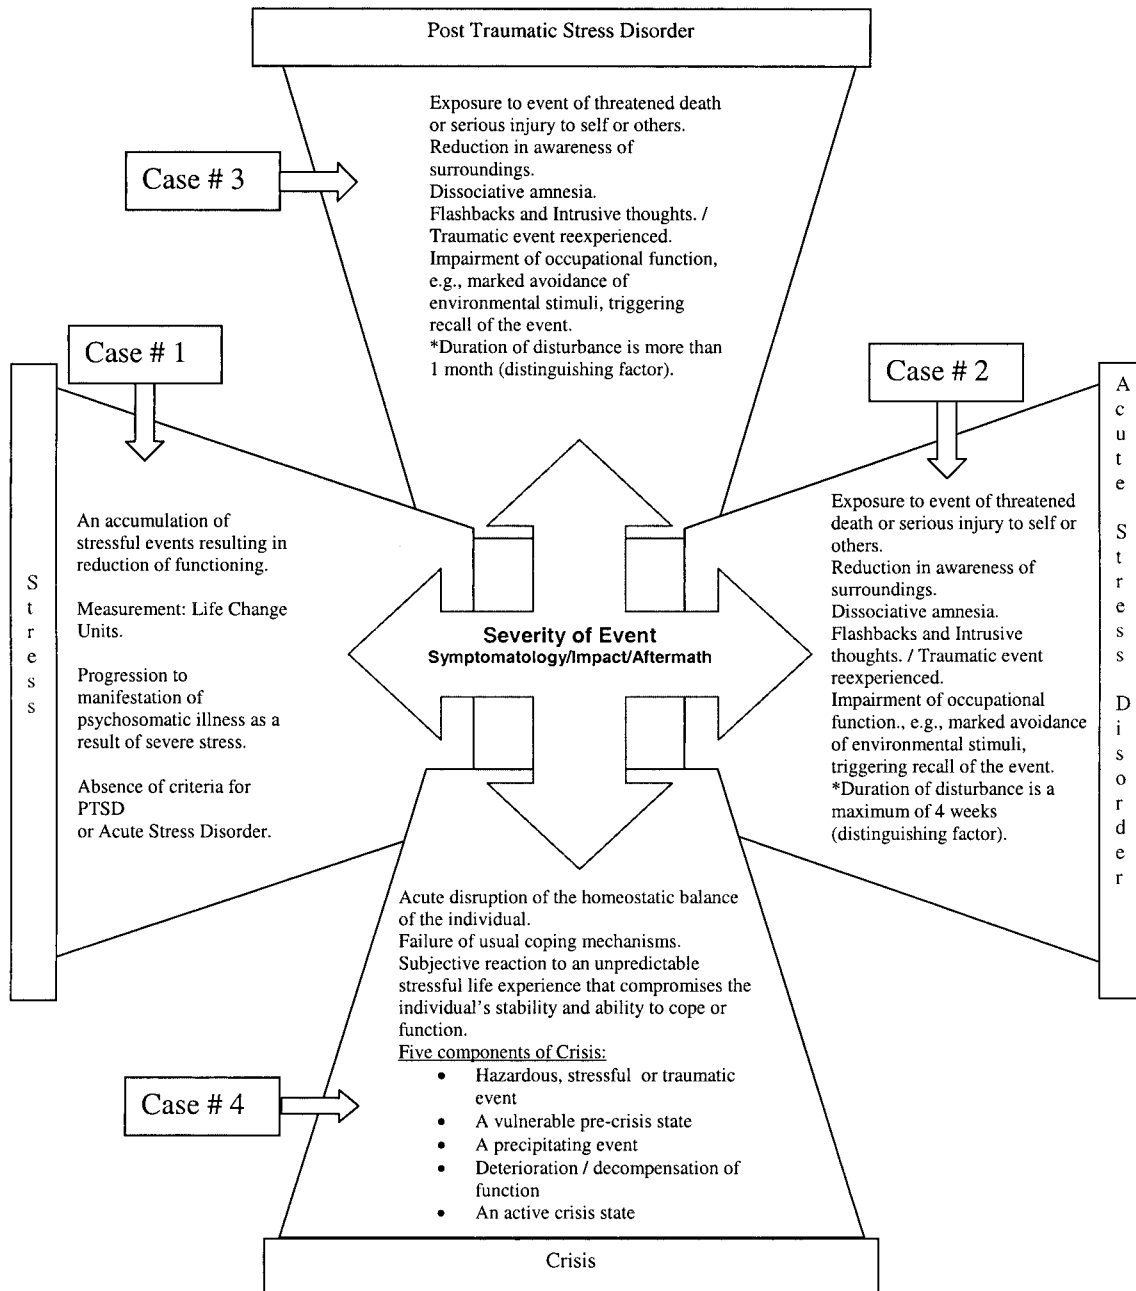 Post Traumatic Stress Disorder
Exposure to event of threatened death
or serious injury to self or others.
Reduction in awareness of
surroundings.
Dissociative amnesia.
Flashbacks and Intrusive thoughts. /
Traumatic event reexperienced.
Impairment of occupational function,
e.g., marked avoidance of
environmental stimuli, triggering
recall of the event.
*Duration of disturbance is more than
1 month (distinguishing factor).
Case # 3
Case # 1
Case # 2
Stress
An accumulation of
stressful events resulting in
reduction of functioning.
Measurement: Life Change
Units.
Progression to
manifestation of
psychosomatic illness as a
result of severe stress.
Absence of criteria for
PTSD
or Acute Stress Disorder.
Severity of Event
Symptomatology/Impact/Aftermath
Exposure to event of threatened
death or serious injury to self or
others.
Reduction in awareness of
surroundings.
Dissociative amnesia.
Flashbacks and Intrusive
thoughts. / Traumatic event
reexperienced.
Impairment of occupational
function., e.g., marked avoidance
of environmental stimuli,
triggering recall of the event.
*Duration of disturbance is a
maximum of 4 weeks
(distinguishing factor).
Acute Stress Disorder
Acute disruption of the homeostatic balance
of the individual.
Failure of usual coping mechanisms.
Subjective reaction to an unpredictable
stressful life experience that compromises the
individual's stability and ability to cope or
function.
Five components of Crisis:
• Hazardous, stressful or traumatic
event
• A vulnerable pre-crisis state
• A precipitating event
• Deterioration / decompensation of
function
• An active crisis state
Case # 4
Crisis